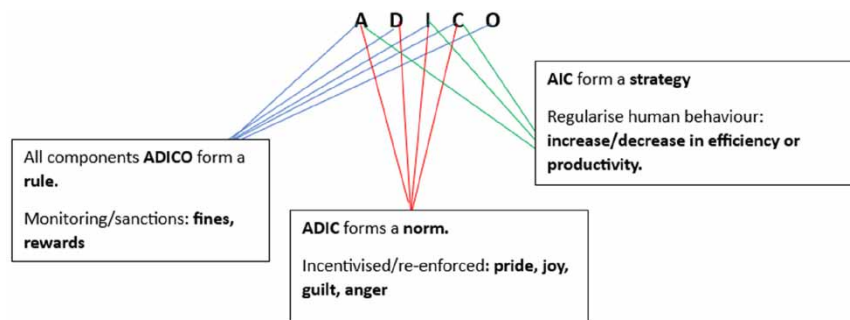 A D I C O
AIC form a strategy
Regularise human behaviour:
increase/decrease in efficiency or
productivity.
All components ADICO form a
rule.
Monitoring/sanctions: fines,
rewards
ADIC forms a norm.
Incentivised/re-enforced: pride, joy,
guilt, anger